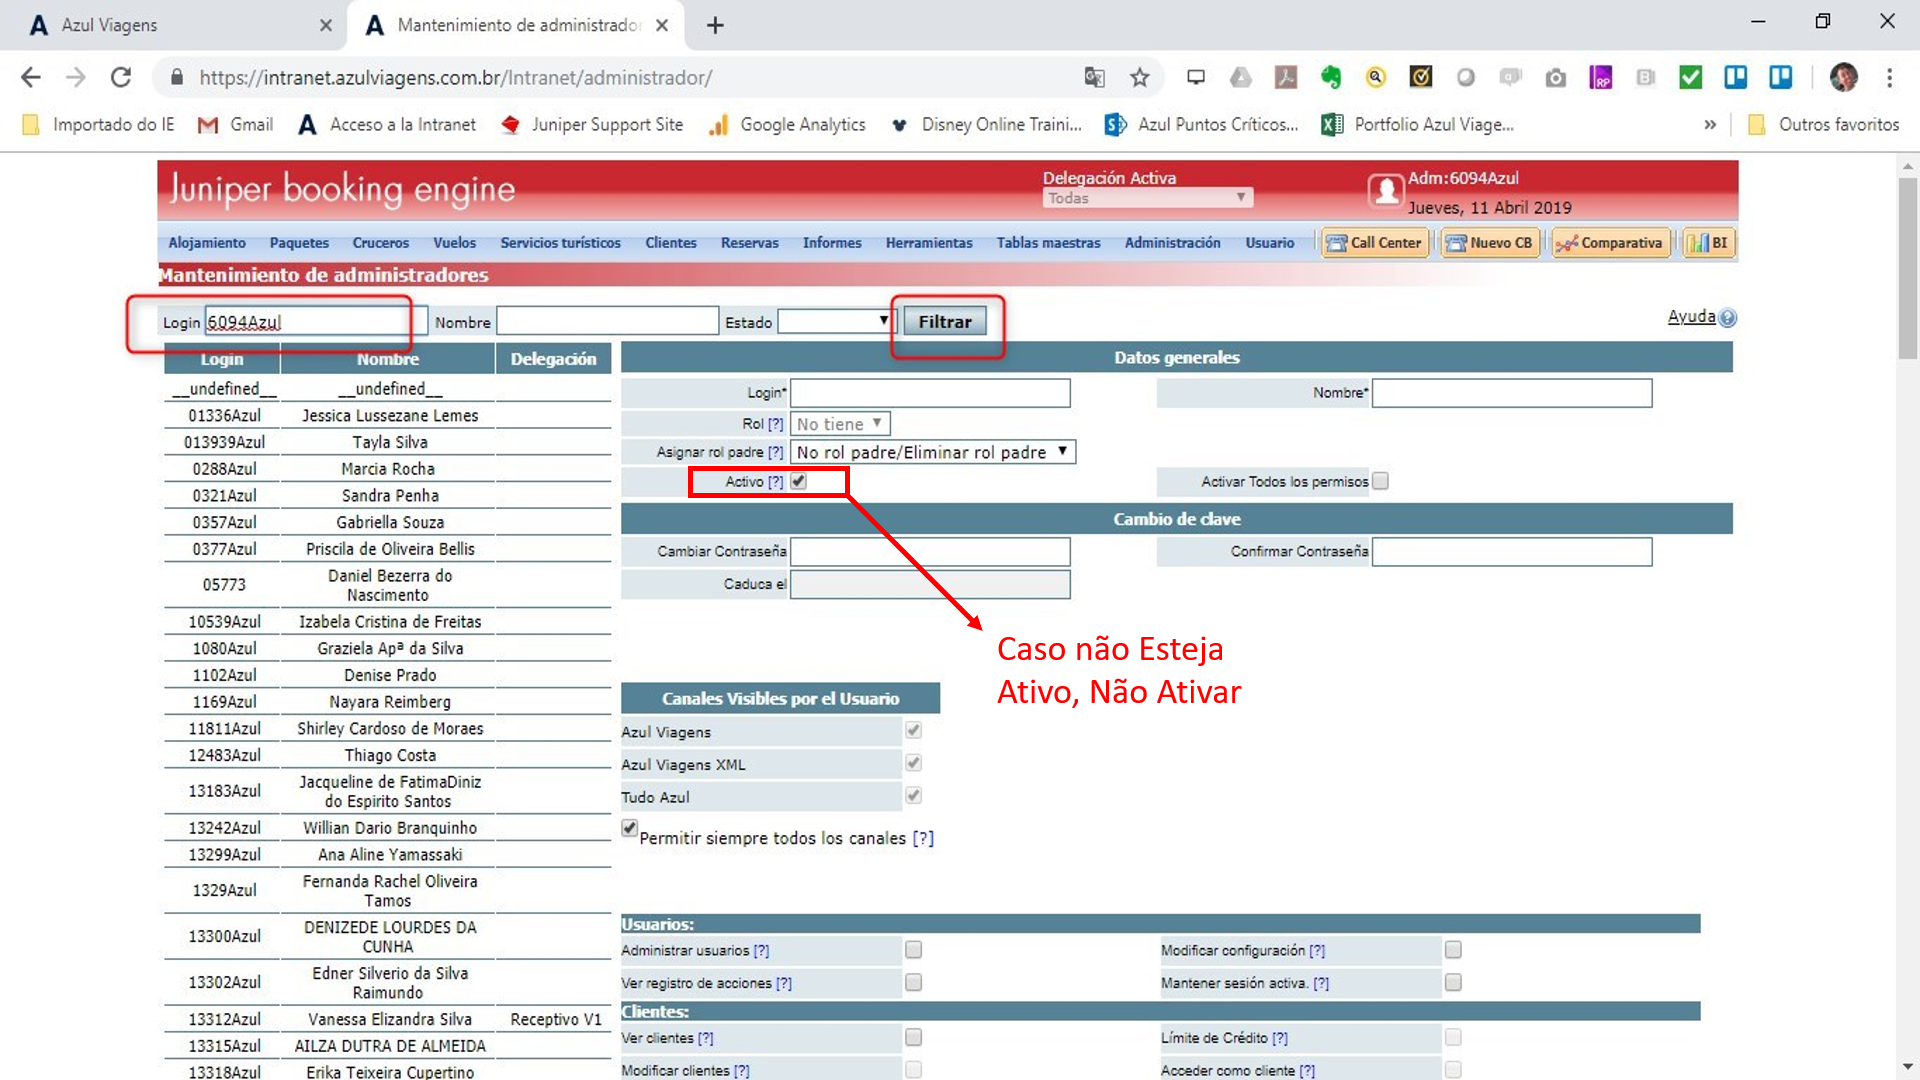 Azul Viagens
Mantenimiento de administrador
https://intranet.azulviagens.com.br/Intranet/administrador/
Importado do IE
Gmail
Acceso a la Intranet
Juniper Support Site
Google Analytics
Disney Online Traini...
Azul Puntos Críticos...
Portfolio Azul Viage...
»
Outros favoritos
Juniper booking engine
Delegación Activa
Todas
Adm:6094Azul
Jueves, 11 Abril 2019
Alojamiento Paquetes Cruceros Vuelos Servicios turísticos Clientes Reservas Informes Herramientas Tablas maestras Administración Usuario Call Center Nuevo CB Comparativa BI
Mantenimiento de administradores
Login 6094Azul Nombre Estado Filtrar
Ayuda
Login Nombre Delegación
__undefined__ __undefined__
01336Azul Jessica Lussezane Lemes
013939Azul Tayla Silva
0288Azul Marcia Rocha
0321Azul Sandra Penha
0357Azul Gabriella Souza
0377Azul Priscila de Oliveira Bellis
05773 Daniel Bezerra do
Nascimento
10539Azul Izabela Cristina de Freitas
1080Azul Graziela Apª da Silva
1102Azul Denise Prado
1169Azul Nayara Reimberg
11811Azul Shirley Cardoso de Moraes
12483Azul Thiago Costa
13183Azul Jacqueline de FatimaDiniz
do Espirito Santos
13242Azul Willian Dario Branquinho
13299Azul Ana Aline Yamassaki
1329Azul Fernanda Rachel Oliveira
Tamos
13300Azul DENIZEDE LOURDES DA
CUNHA
13302Azul Edner Silverio da Silva
Raimundo
13312Azul Vanessa Elizandra Silva Receptivo V1
13315Azul AILZA DUTRA DE ALMEIDA
13318Azul Erika Teixeira Cupertino
Datos generales
Login* Nombre*
Rol [?] No tiene
Asignar rol padre [?] No rol padre/Eliminar rol padre
Activo [?] Activar Todos los permisos
Cambio de clave
Cambiar Contraseña Confirmar Contraseña
Caduca el
Caso não Esteja
Ativo, Não Ativar
Canales Visibles por el Usuario
Azul Viagens
Azul Viagens XML
Tudo Azul
Permitir siempre todos los canales [?]
Usuarios:
Administrar usuarios [?] Modificar configuración [?]
Ver registro de acciones [?] Mantener sesión activa. [?]
Clientes:
Ver clientes [?] Límite de Crédito [?]
Modificar clientes [?] Acceder como cliente [?]